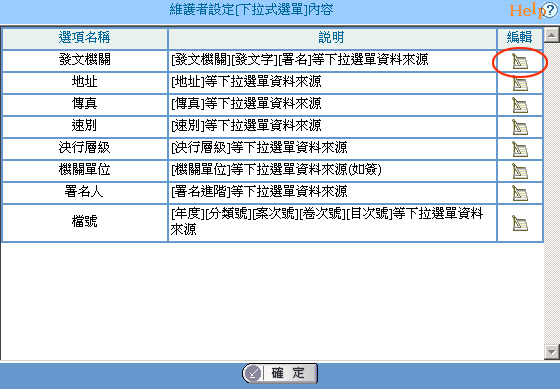 維護者設定[下拉式選單]內容
Help?
選項名稱 說明 編輯
發文機關 [發文機關][發文字][署名]等下拉選單資料來源
地址 [地址]等下拉選單資料來源
傳真 [傳真]等下拉選單資料來源
速別 [速別]等下拉選單資料來源
決行層級 [決行層級]等下拉選單資料來源
機關單位 [機關單位]等下拉選單資料來源(如簽)
署名人 [署名進階]等下拉選單資料來源
檔號 [年度][分類號][案次號][卷次號][目次號]等下拉選單資料
來源
確 定